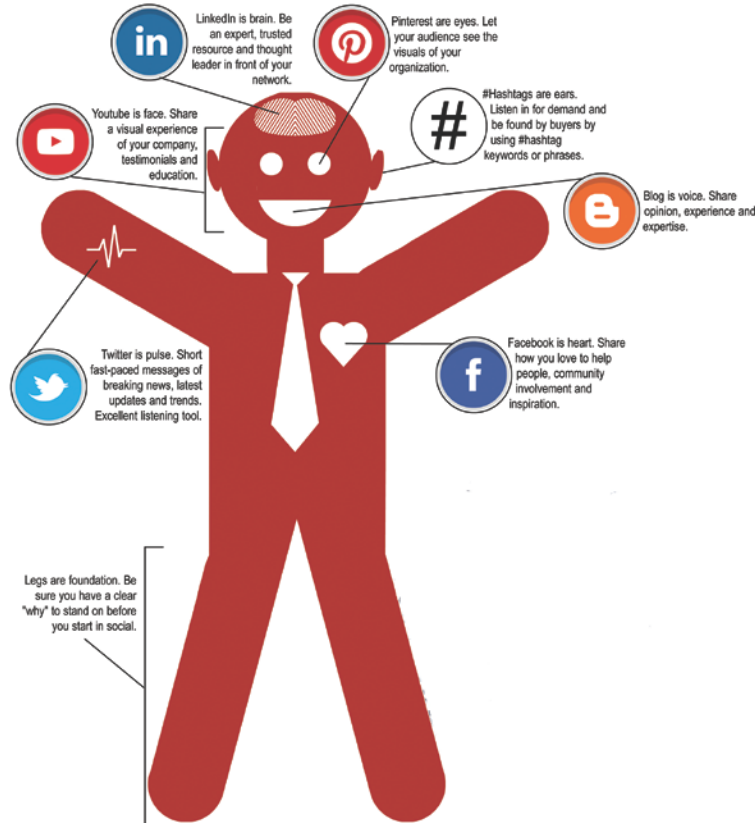 in
LinkedIn is brain. Be
an expert, trusted
resource and thought
leader in front of your
network.
Pinterest are eyes. Let
your audience see the
visuals of your
organization.
Youtube is face. Share
a visual experience
of your company,
testimonials and
education.
#
#Hashtags are ears.
Listen in for demand and
be found by buyers by
using #hashtag
keywords or phrases.
Blog is voice. Share
opinion, experience and
expertise.
Twitter is pulse. Short
fast-paced messages of
breaking news, latest
updates and trends.
Excellent listening tool.
f
Facebook is heart. Share
how you love to help
people, community
involvement and
inspiration.
Legs are foundation. Be
sure you have a clear
"why" to stand on before
you start in social.